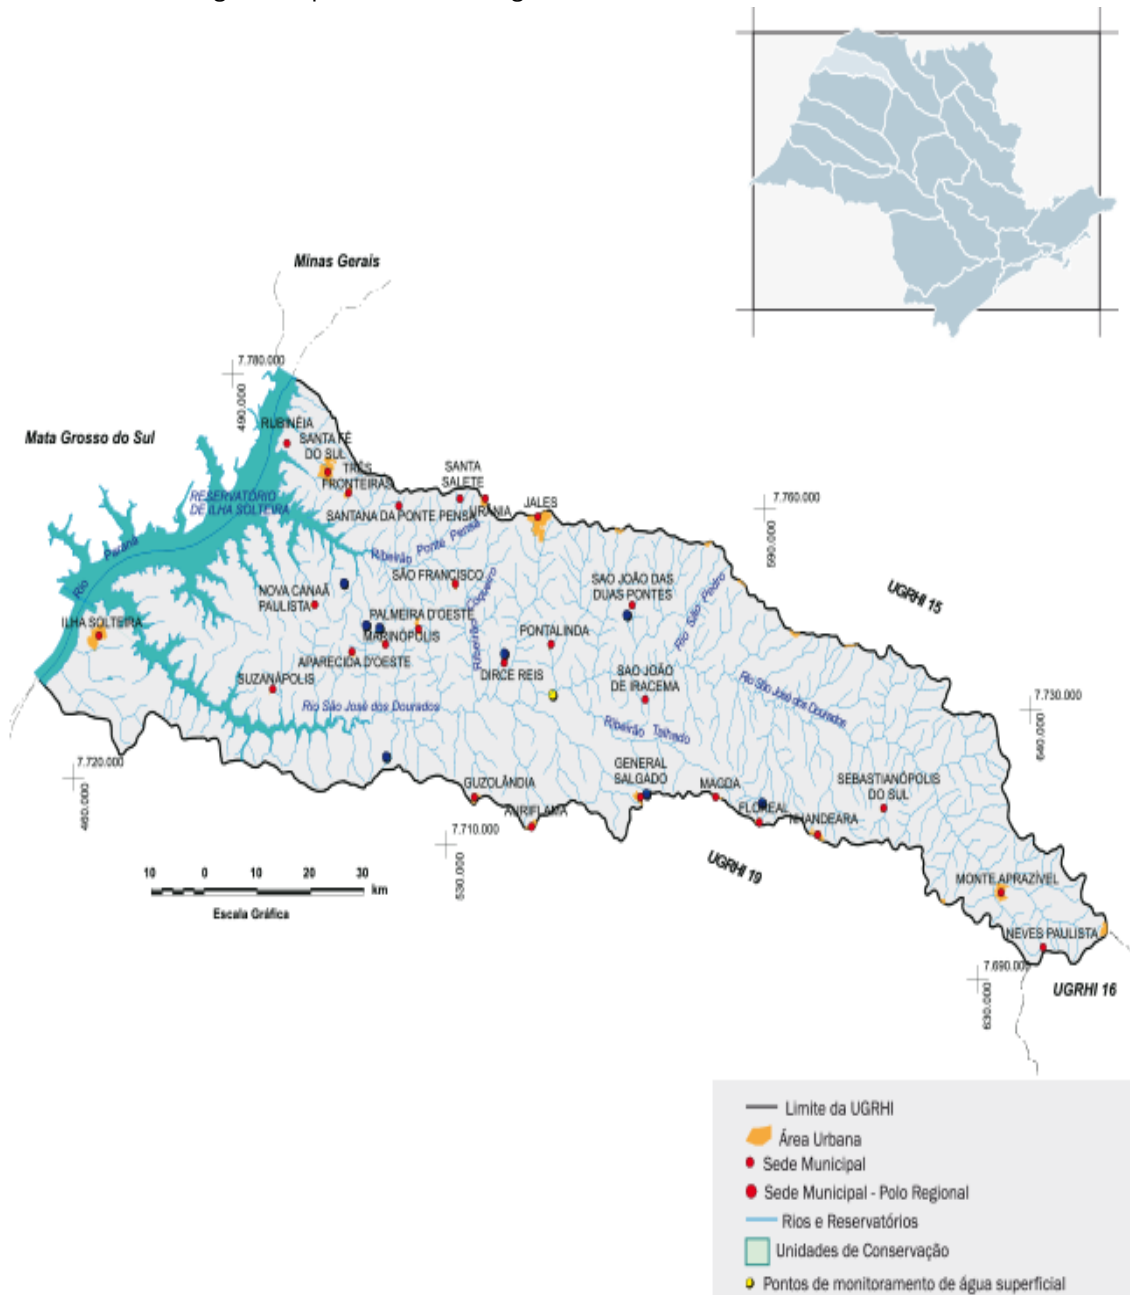 Minas Gerais
7.780.000
490.000
Mata Grosso do Sul
RUBINÉIA
SANTA FÉ
DO SUL
TRÊS
FRONTEIRAS
SANTA
SALETE
URÂNIA
JALES
7.760.000
590.000
RESERVATÓRIO
DE ILHA SOLTEIRA
SANTANA DA PONTE PENSA
Ribeirão Ponte Pensa
Rio Paraná
SÃO FRANCISCO
NOVA CANAÃ
PAULISTA
SAO JOÃO DAS
DUAS PONTES
Rio São Pedro
UGRHI 15
ILHA SOLTEIRA
PALMEIRA D'OESTE
MARINÓPOLIS
Ribeirão
PONTALINDA
APARECIDA D'OESTE
DIRCE REIS
SUZANÁPOLIS
SAO JOÃO
DE IRACEMA
Rio São José dos Dourados
Rio São José dos Dourados
7.730.000
640.000
Ribeirão Talhado
7.720.000
460.000
GENERAL
SALGADO
GUZOLÂNDIA
MAGDA
SEBASTIANÓPOLIS
DO SUL
AURIFLAMA
FLOREAL
NHANDEARA
7.710.000
530.000
UGRHI 19
10 0 10 20 30
km
Escala Gráfica
MONTE APRAZÍVEL
NEVES PAULISTA
7.690.000
630.000
UGRHI 16
Limite da UGRHI
Área Urbana
Sede Municipal
Sede Municipal - Polo Regional
Rios e Reservatórios
Unidades de Conservação
Pontos de monitoramento de água superficial